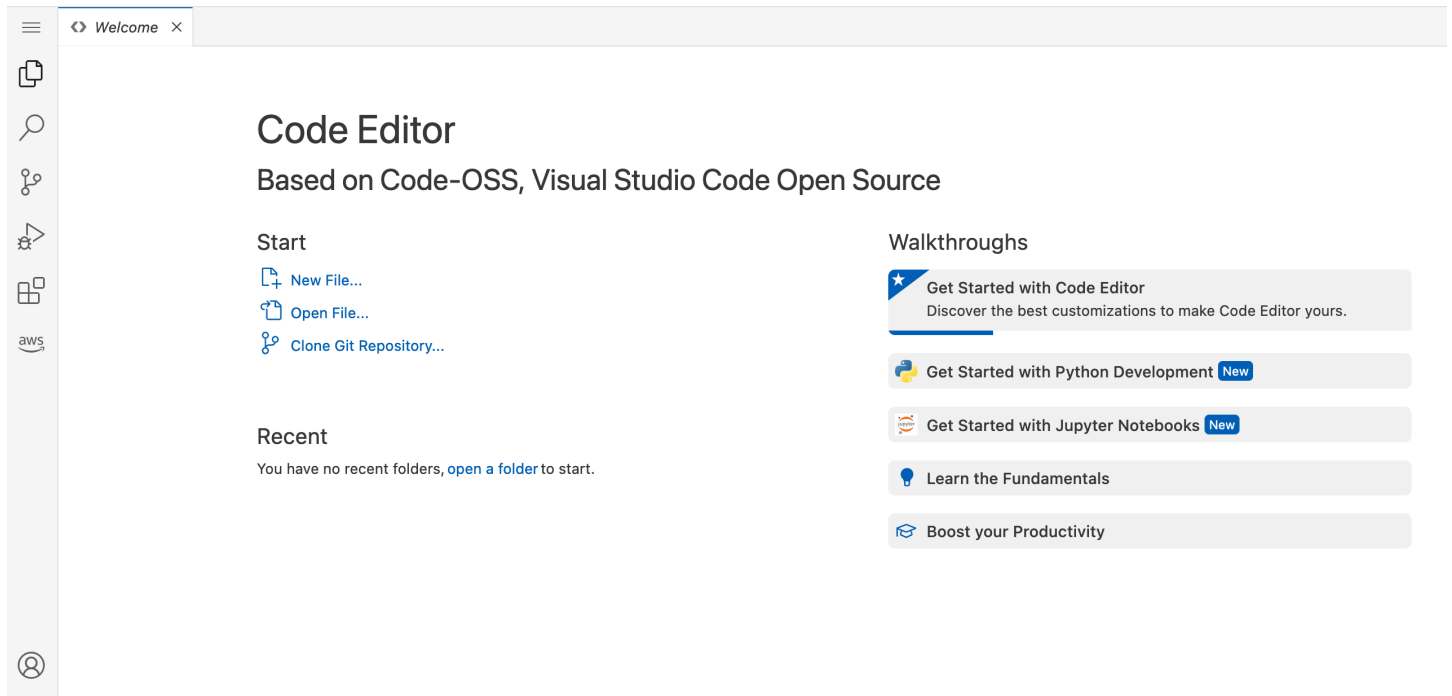 Welcome
Code Editor
Based on Code-OSS, Visual Studio Code Open Source
Start
New File...
Open File...
Clone Git Repository...
Recent
You have no recent folders, open a folder to start.
Walkthroughs
Get Started with Code Editor
Discover the best customizations to make Code Editor yours.
Get Started with Python Development New
jupyter
Get Started with Jupyter Notebooks New
Learn the Fundamentals
Boost your Productivity
aws